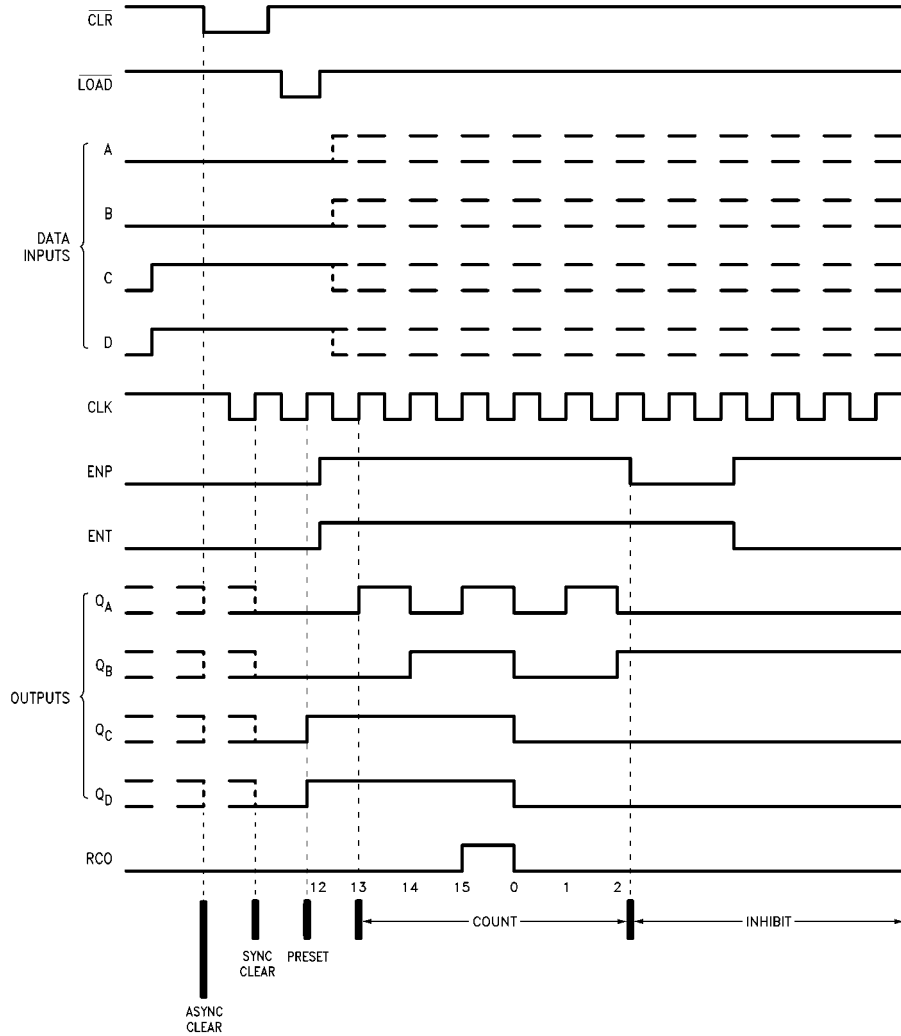 CLR
LOAD
A
B
DATA
INPUTS
C
D
CLK
ENP
ENT
QA
QB
OUTPUTS
QC
QD
RCO
12 13 14 15 0 1 2
COUNT INHIBIT
SYNC
CLEAR
PRESET
ASYNC
CLEAR